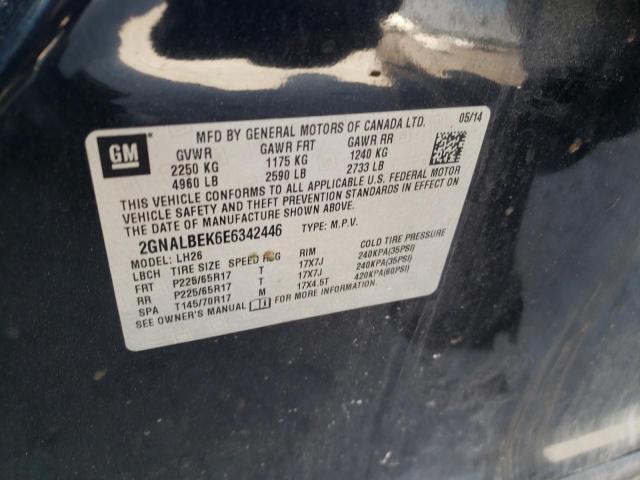 GM
MFD BY GENERAL MOTORS OF CANADA LTD. 05/14
GVWR GAWR FRT GAWR RR
2250 KG 1175 KG 1240 KG
4960 LB 2590 LB 2733 LB
THIS VEHICLE CONFORMS TO ALL APPLICABLE U.S. FEDERAL MOTOR
VEHICLE SAFETY AND THEFT PREVENTION STANDARDS IN EFFECT ON
THE DATE OF MANUFACTURE SHOWN ABOVE.
2GNALBEK6E6342446 TYPE: M.P.V.
MODEL: LH26
LBCH TIRE SIZE SPEED RIM COLD TIRE PRESSURE
FRT P225/65R17 T 17X7J 240KPA(35PSI)
RR P225/65R17 T 17X7J 240KPA(35PSI)
SPA T145/70R17 M 17X4.5T 420KPA(60PSI)
SEE OWNER'S MANUAL FOR MORE INFORMATION.